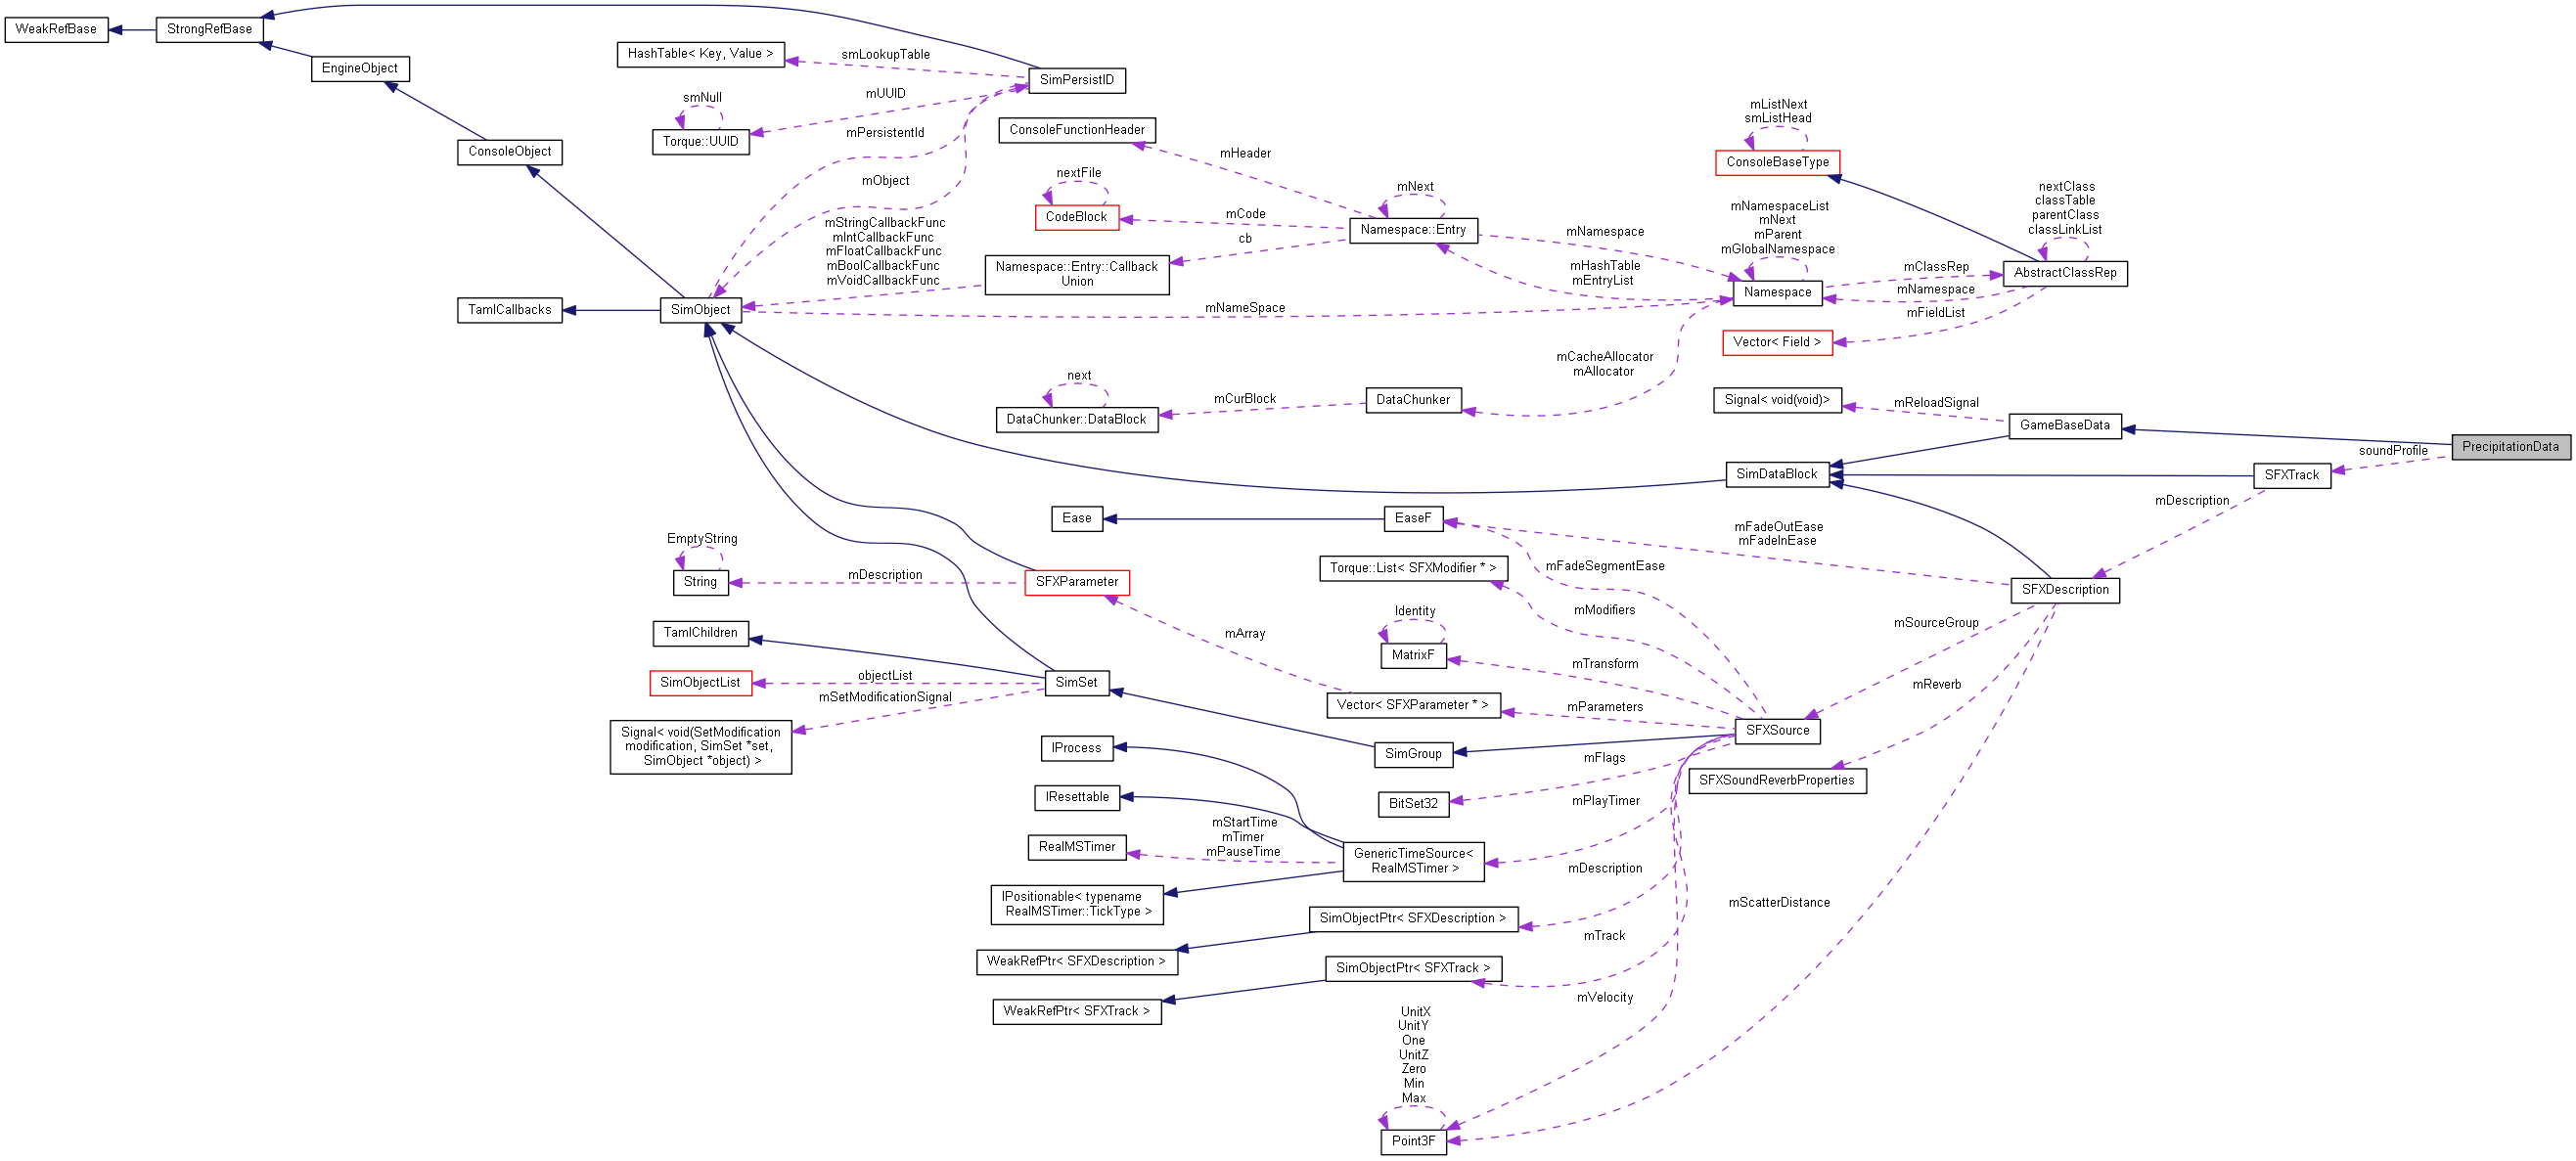 WeakRefBase
StrongRefBase
EngineObject
ConsoleObject
TamlCallbacks
SimObject
HashTable< Key, Value >
smLookupTable
SimPersistID
mUUID
smNull
Torque::UUID
mPersistentId
mObject
mStringCallbackFunc
mIntCallbackFunc
mFloatCallbackFunc
mBoolCallbackFunc
mVoidCallbackFunc
ConsoleFunctionHeader
mHeader
nextFile
CodeBlock
mCode
cb
mNext
Namespace::Entry
Namespace::Entry::Callback
Union
mNameSpace
mNamespace
mHashTable
mEntryList
mListNext
smListHead
ConsoleBaseType
mNamespaceList
mNext
mParent
mGlobalNamespace
Namespace
mClassRep
mNamespace
mFieldList
nextClass
classTable
parentClass
classLinkList
AbstractClassRep
Vector< Field >
mCacheAllocator
mAllocator
next
DataChunker::DataBlock
mCurBlock
DataChunker
Signal< void(void)>
mReloadSignal
GameBaseData
PrecipitationData
soundProfile
SimDataBlock
SFXTrack
mDescription
Ease
EaseF
mFadeOutEase
mFadeInEase
mFadeSegmentEase
SFXDescription
EmptyString
String
mDescription
SFXParameter
Torque::List< SFXModifier * >
mModifiers
Identity
MatrixF
mTransform
mArray
Vector< SFXParameter * >
mParameters
mSourceGroup
mReverb
SFXSource
SFXSoundReverbProperties
TamlChildren
SimObjectList
objectList
mSetModificationSignal
SimSet
Signal< void(SetModification
modification, SimSet *set,
SimObject *object) >
SimGroup
mFlags
BitSet32
IProcess
IResettable
RealMSTimer
mStartTime
mTimer
mPauseTime
mPlayTimer
GenericTimeSource<
RealMSTimer >
IPositionable< typename
RealMSTimer::TickType >
mDescription
SimObjectPtr< SFXDescription >
WeakRefPtr< SFXDescription >
mTrack
SimObjectPtr< SFXTrack >
WeakRefPtr< SFXTrack >
mScatterDistance
mVelocity
UnitX
UnitY
One
UnitZ
Zero
Min
Max
Point3F